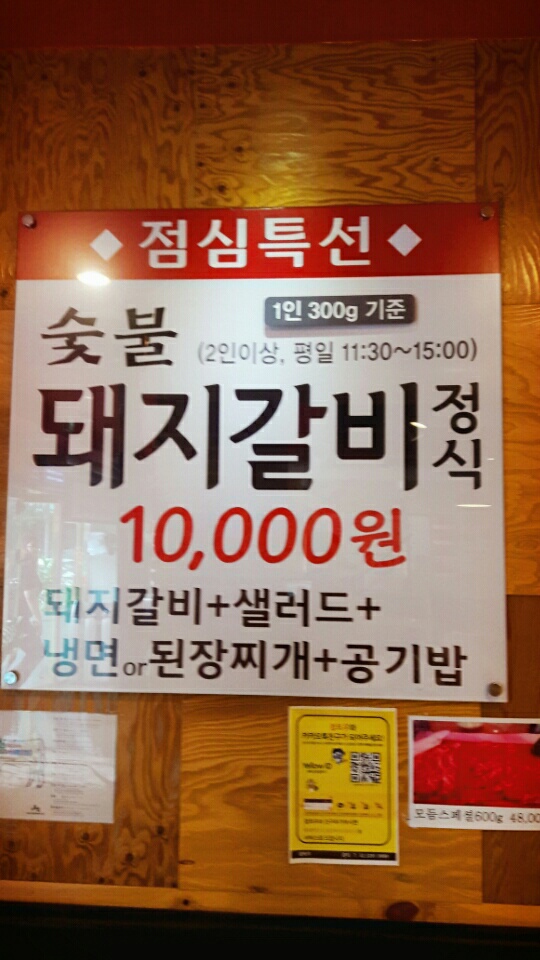 ◆ 점심특선 ◆
1인 300g 기준
숯불 (2인이상, 평일 11:30~15:00)
돼지갈비 정식
10,000원
돼지갈비+샐러드+
냉면or된장찌개+공기밥
yellow ID
모듬스페셜600g 48,00